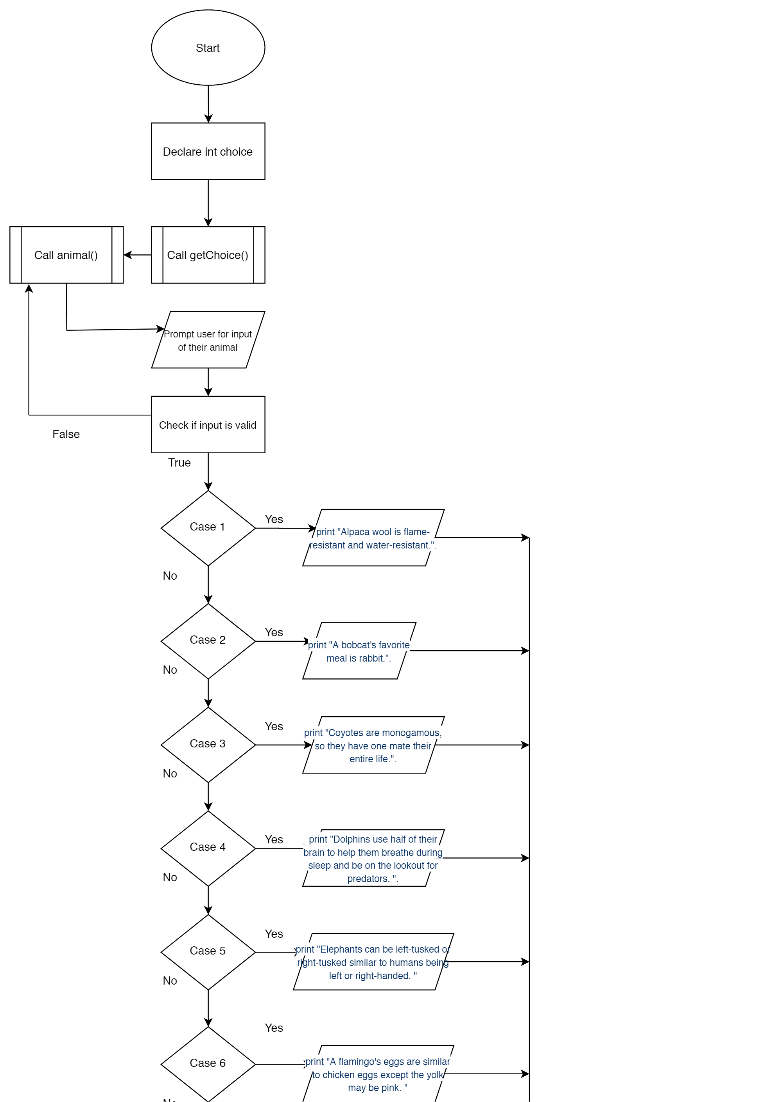 Start
Declare int choice
Call animal()
Call getChoice()
Prompt user for input
of their animal
Check if input is valid
False
True
Case 1
Yes
print "Alpaca wool is flame-
resistant and water-resistant.".
No
Case 2
Yes
print "A bobcat's favorite
meal is rabbit.".
No
Case 3
Yes
print "Coyotes are monogamous,
so they have one mate their
entire life.".
No
Case 4
Yes
print "Dolphins use half of their
brain to help them breathe during
sleep and be on the lookout for
predators. ".
No
Case 5
Yes
print "Elephants can be left-tusked or
right-tusked similar to humans being
left or right-handed. "
No
Case 6
Yes
print "A flamingo's eggs are similar
to chicken eggs except the yolk
may be pink. "